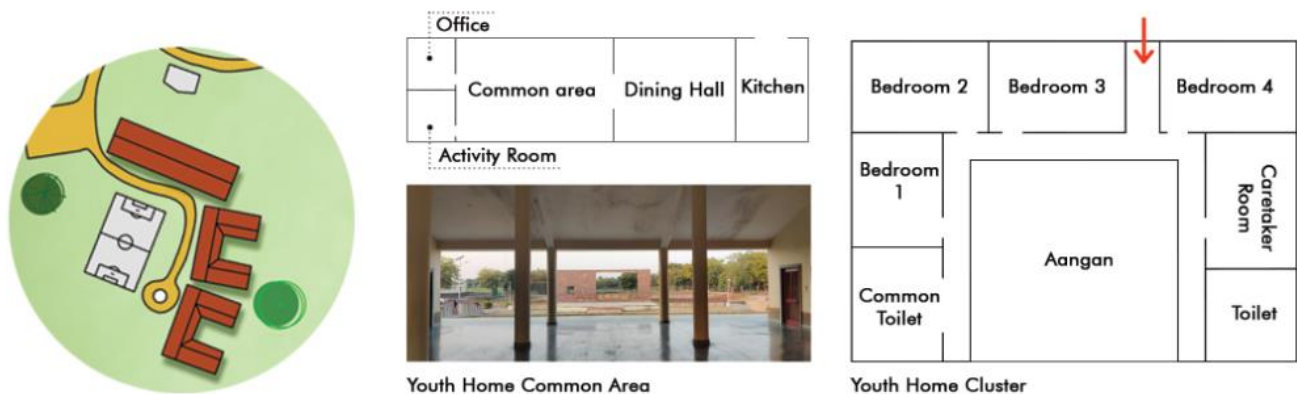 Office
Common area
Dining Hall
Kitchen
Activity Room
Youth Home Common Area
Bedroom 2
Bedroom 3
Bedroom 4
Bedroom
1
Caretaker
Room
Aangan
Common
Toilet
Toilet
Youth Home Cluster